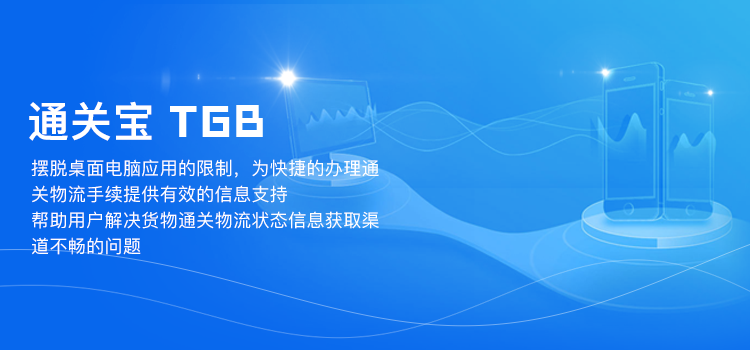 通关宝 TGB
摆脱桌面电脑应用的限制，为快捷的办理通
关物流手续提供有效的信息支持
帮助用户解决货物通关物流状态信息获取渠
道不畅的问题